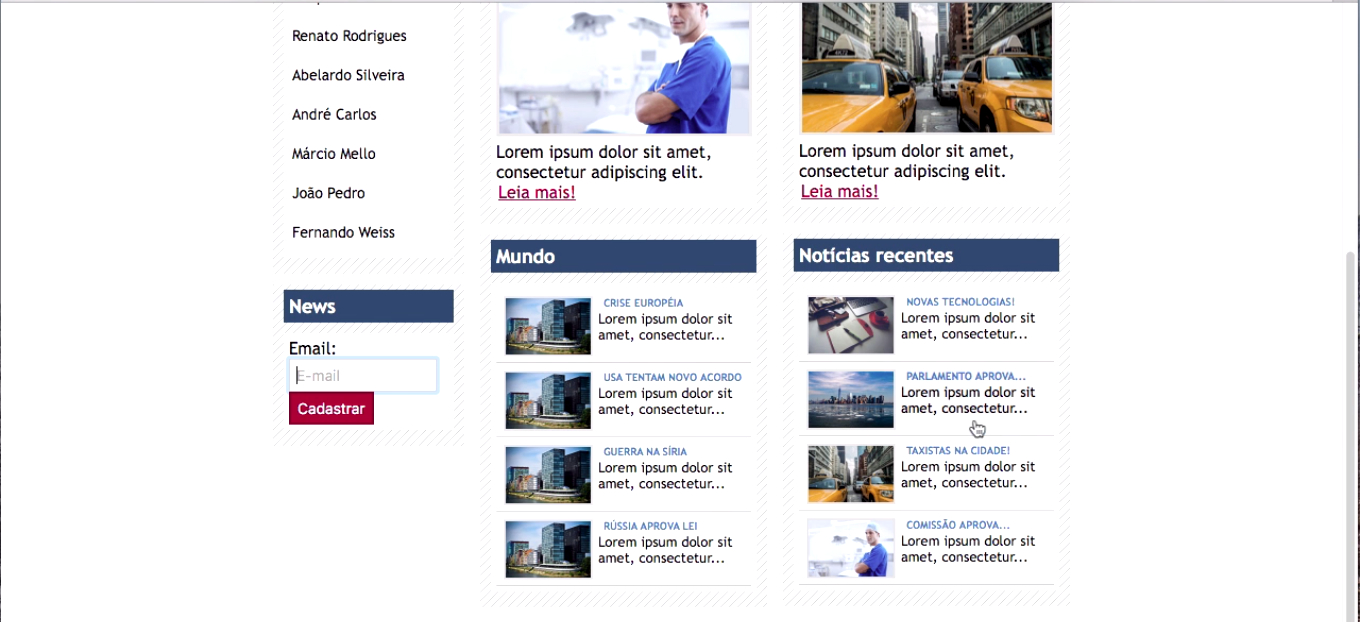 Renato Rodrigues
Abelardo Silveira
André Carlos
Márcio Mello
João Pedro
Fernando Weiss
News
Email:
E-mail
Cadastrar
Lorem ipsum dolor sit amet,
consectetur adipiscing elit.
Leia mais!
Mundo
CRISE EUROPÉIA
Lorem ipsum dolor sit
amet, consectetur...
USA TENTAM NOVO ACORDO
Lorem ipsum dolor sit
amet, consectetur...
GUERRA NA SÍRIA
Lorem ipsum dolor sit
amet, consectetur...
RÚSSIA APROVA LEI
Lorem ipsum dolor sit
amet, consectetur...
Lorem ipsum dolor sit amet,
consectetur adipiscing elit.
Leia mais!
Notícias recentes
NOVAS TECNOLOGIAS!
Lorem ipsum dolor sit
amet, consectetur...
PARLAMENTO APROVA...
Lorem ipsum dolor sit
amet, consectetur...
TAXISTAS NA CIDADE!
Lorem ipsum dolor sit
amet, consectetur...
COMISSÃO APROVA...
Lorem ipsum dolor sit
amet, consectetur...